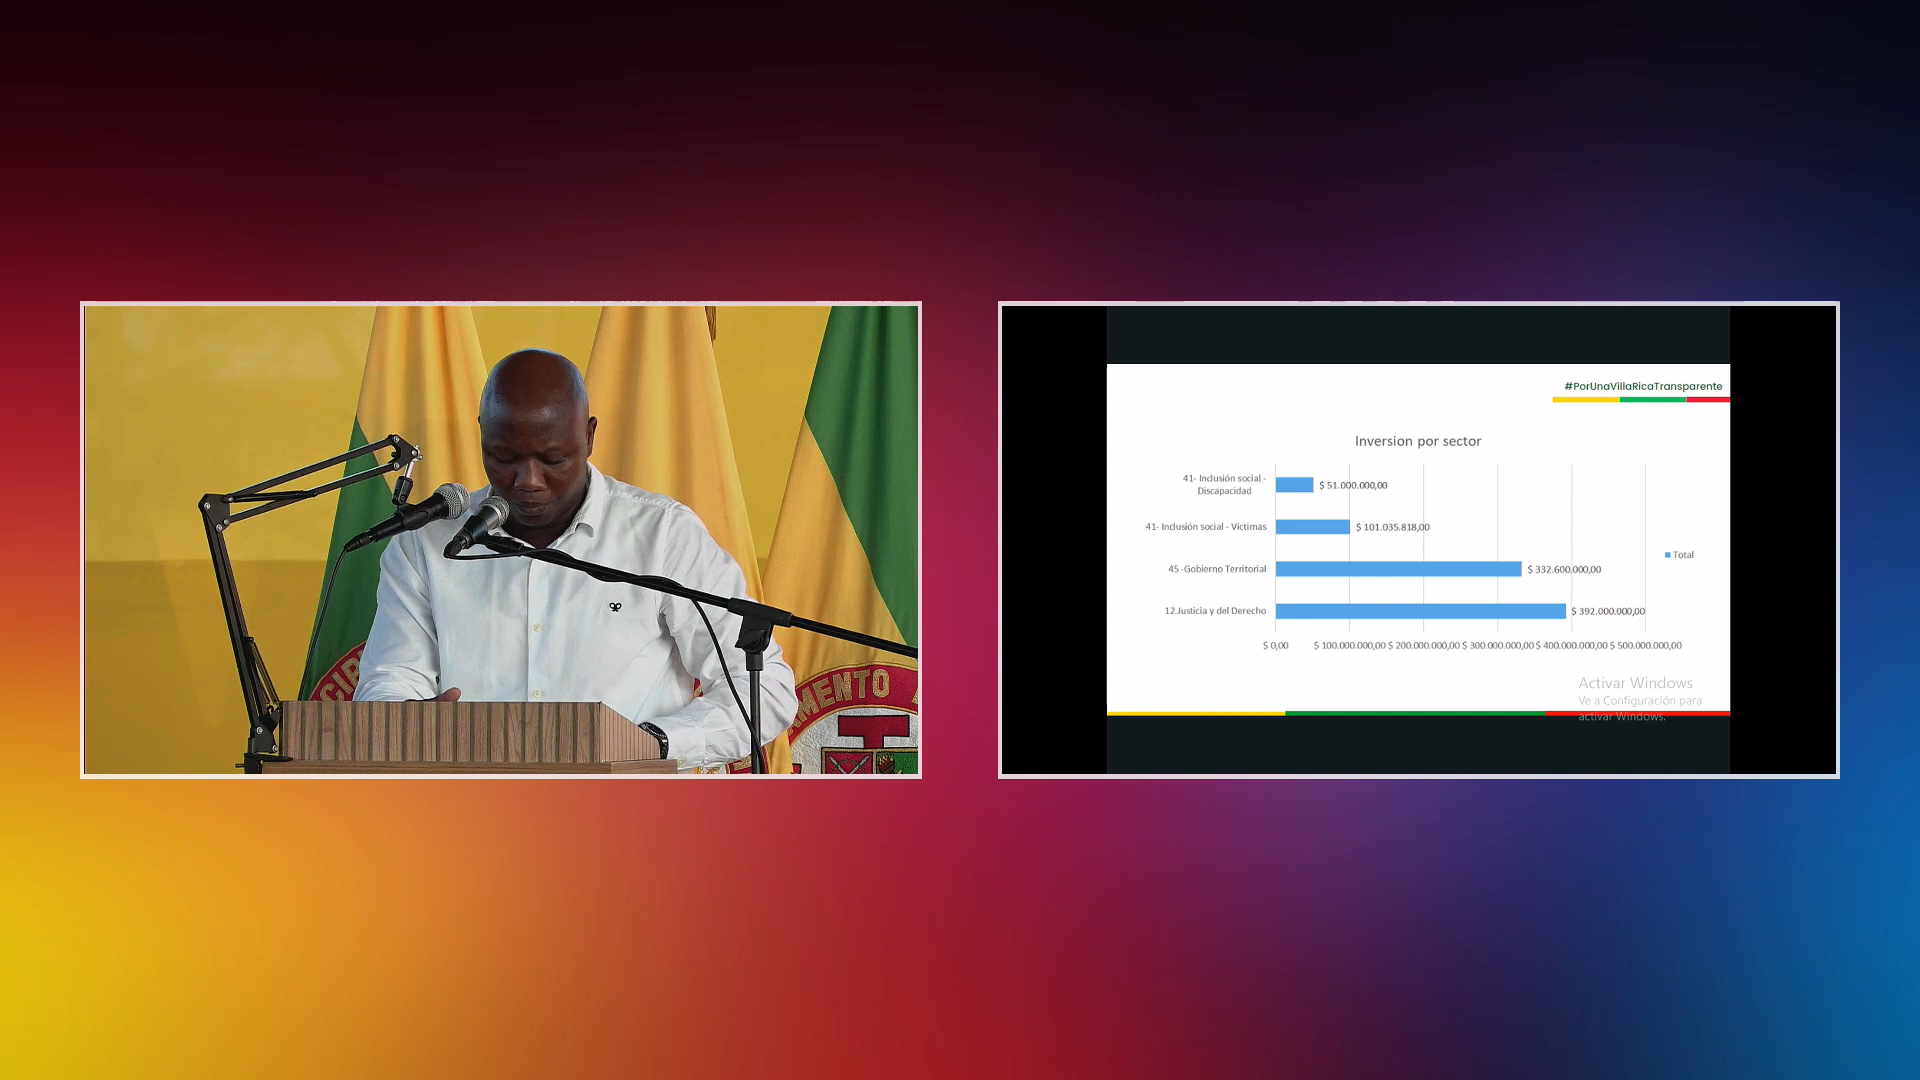 CIP
AMENTO
#PorUnaVillaRicaTransparente
Inversion por sector
41- Inclusión social -
Discapacidad
$ 51.000.000,00
41- Inclusión social - Victimas
$ 101.035.818,00
45 -Gobierno Territorial
$ 332.600.000,00
12.Justicia y del Derecho
$ 392.000.000,00
Total
$ 0,00 $ 100.000.000,00 $ 200.000.000,00 $ 300.000.000,00 $ 400.000.000,00 $ 500.000.000,00
Activar Windows
Ve a Configuración para
activar Windows.